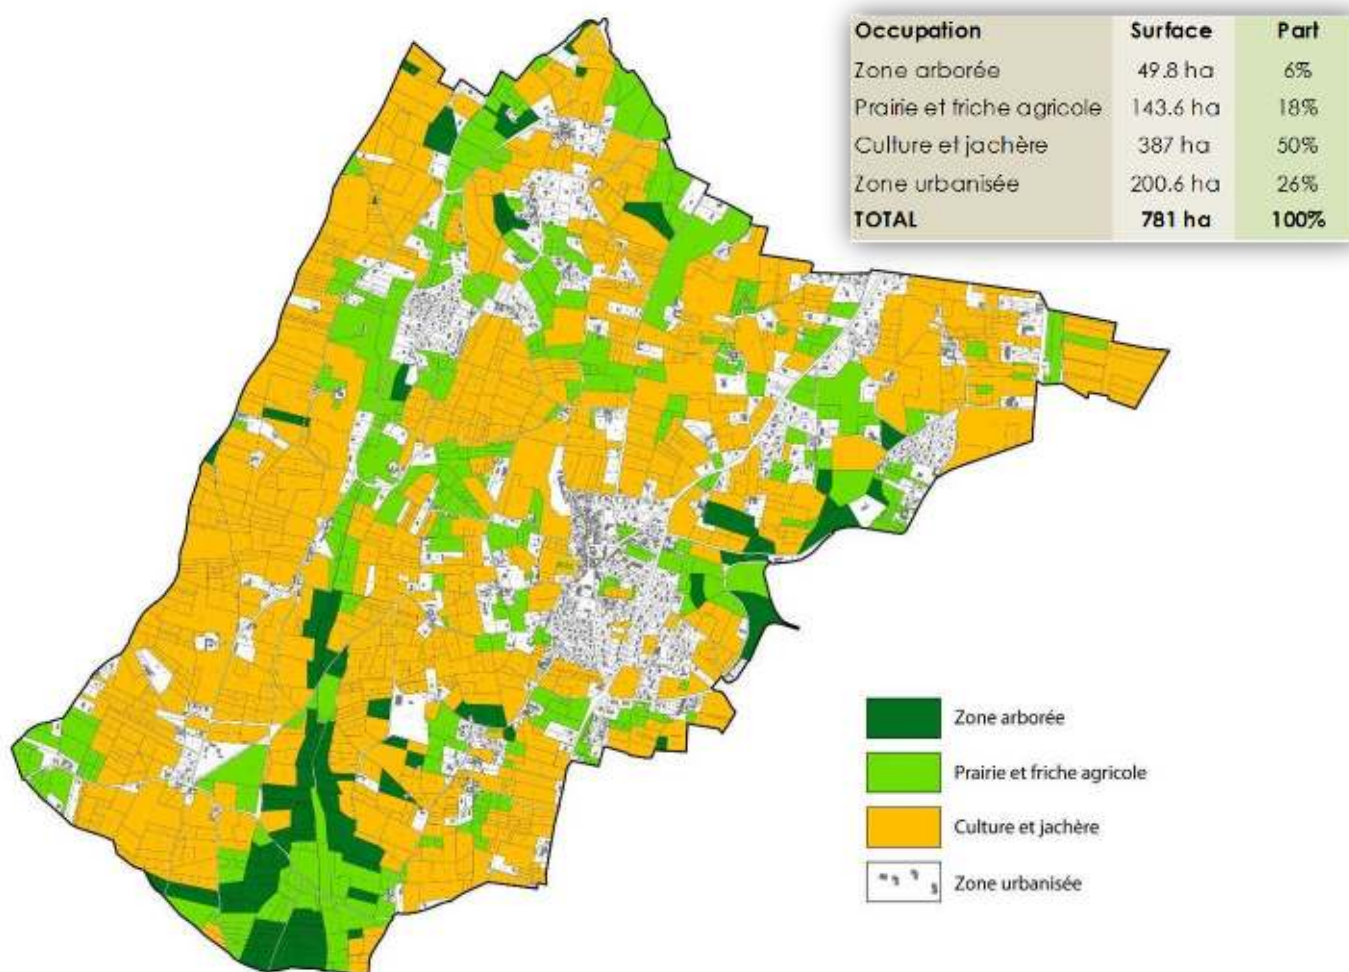 Occupation Surface Part
Zone arborée 49.8 ha 6%
Prairie et friche agricole 143.6 ha 18%
Culture et jachère 387 ha 50%
Zone urbanisée 200.6 ha 26%
TOTAL 781 ha 100%
Zone arborée
Prairie et friche agricole
Culture et jachère
Zone urbanisée